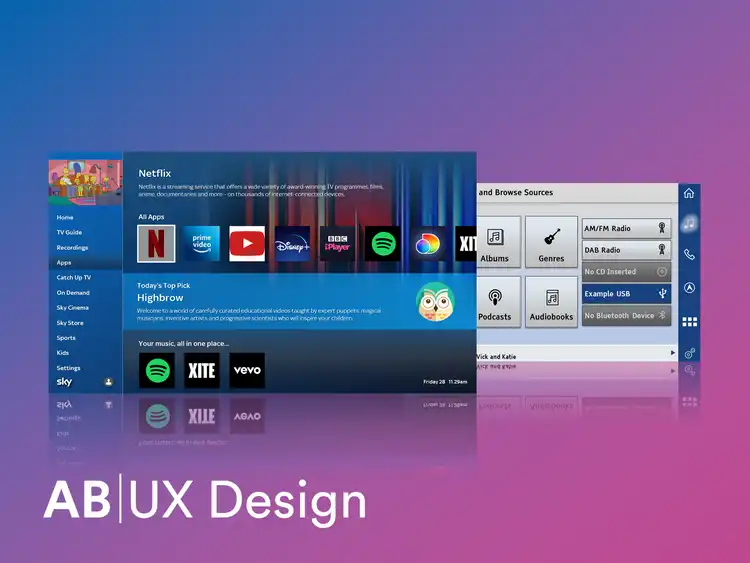 Netflix
Netflix is a streaming service that offers a wide variety of award-winning TV programmes, films,
anime, documentaries and more - on thousands of internet-connected devices.
All Apps
N
prime
video
YouTube
Disney+
BBC
iPlayer
XIT
Home
TV Guide
Recordings
Apps
Catch Up TV
On Demand
Sky Cinema
Sky Store
Sports
Kids
Settings
sky
Today's Top Pick
Highbrow
Welcome to a world of carefully curated educational videos taught by expert puppets, magical
musicians, inventive artists, and progressive scientists who will inspire your children.
Your music, all in one place...
XITE
vevo
Friday 28 11.29am
and Browse Sources
Albums
Genres
Podcasts
Audiobooks
AM/FM Radio
DAB Radio
No CD Inserted
Example USB
No Bluetooth Device
Vick and Katie
AB|UX Design